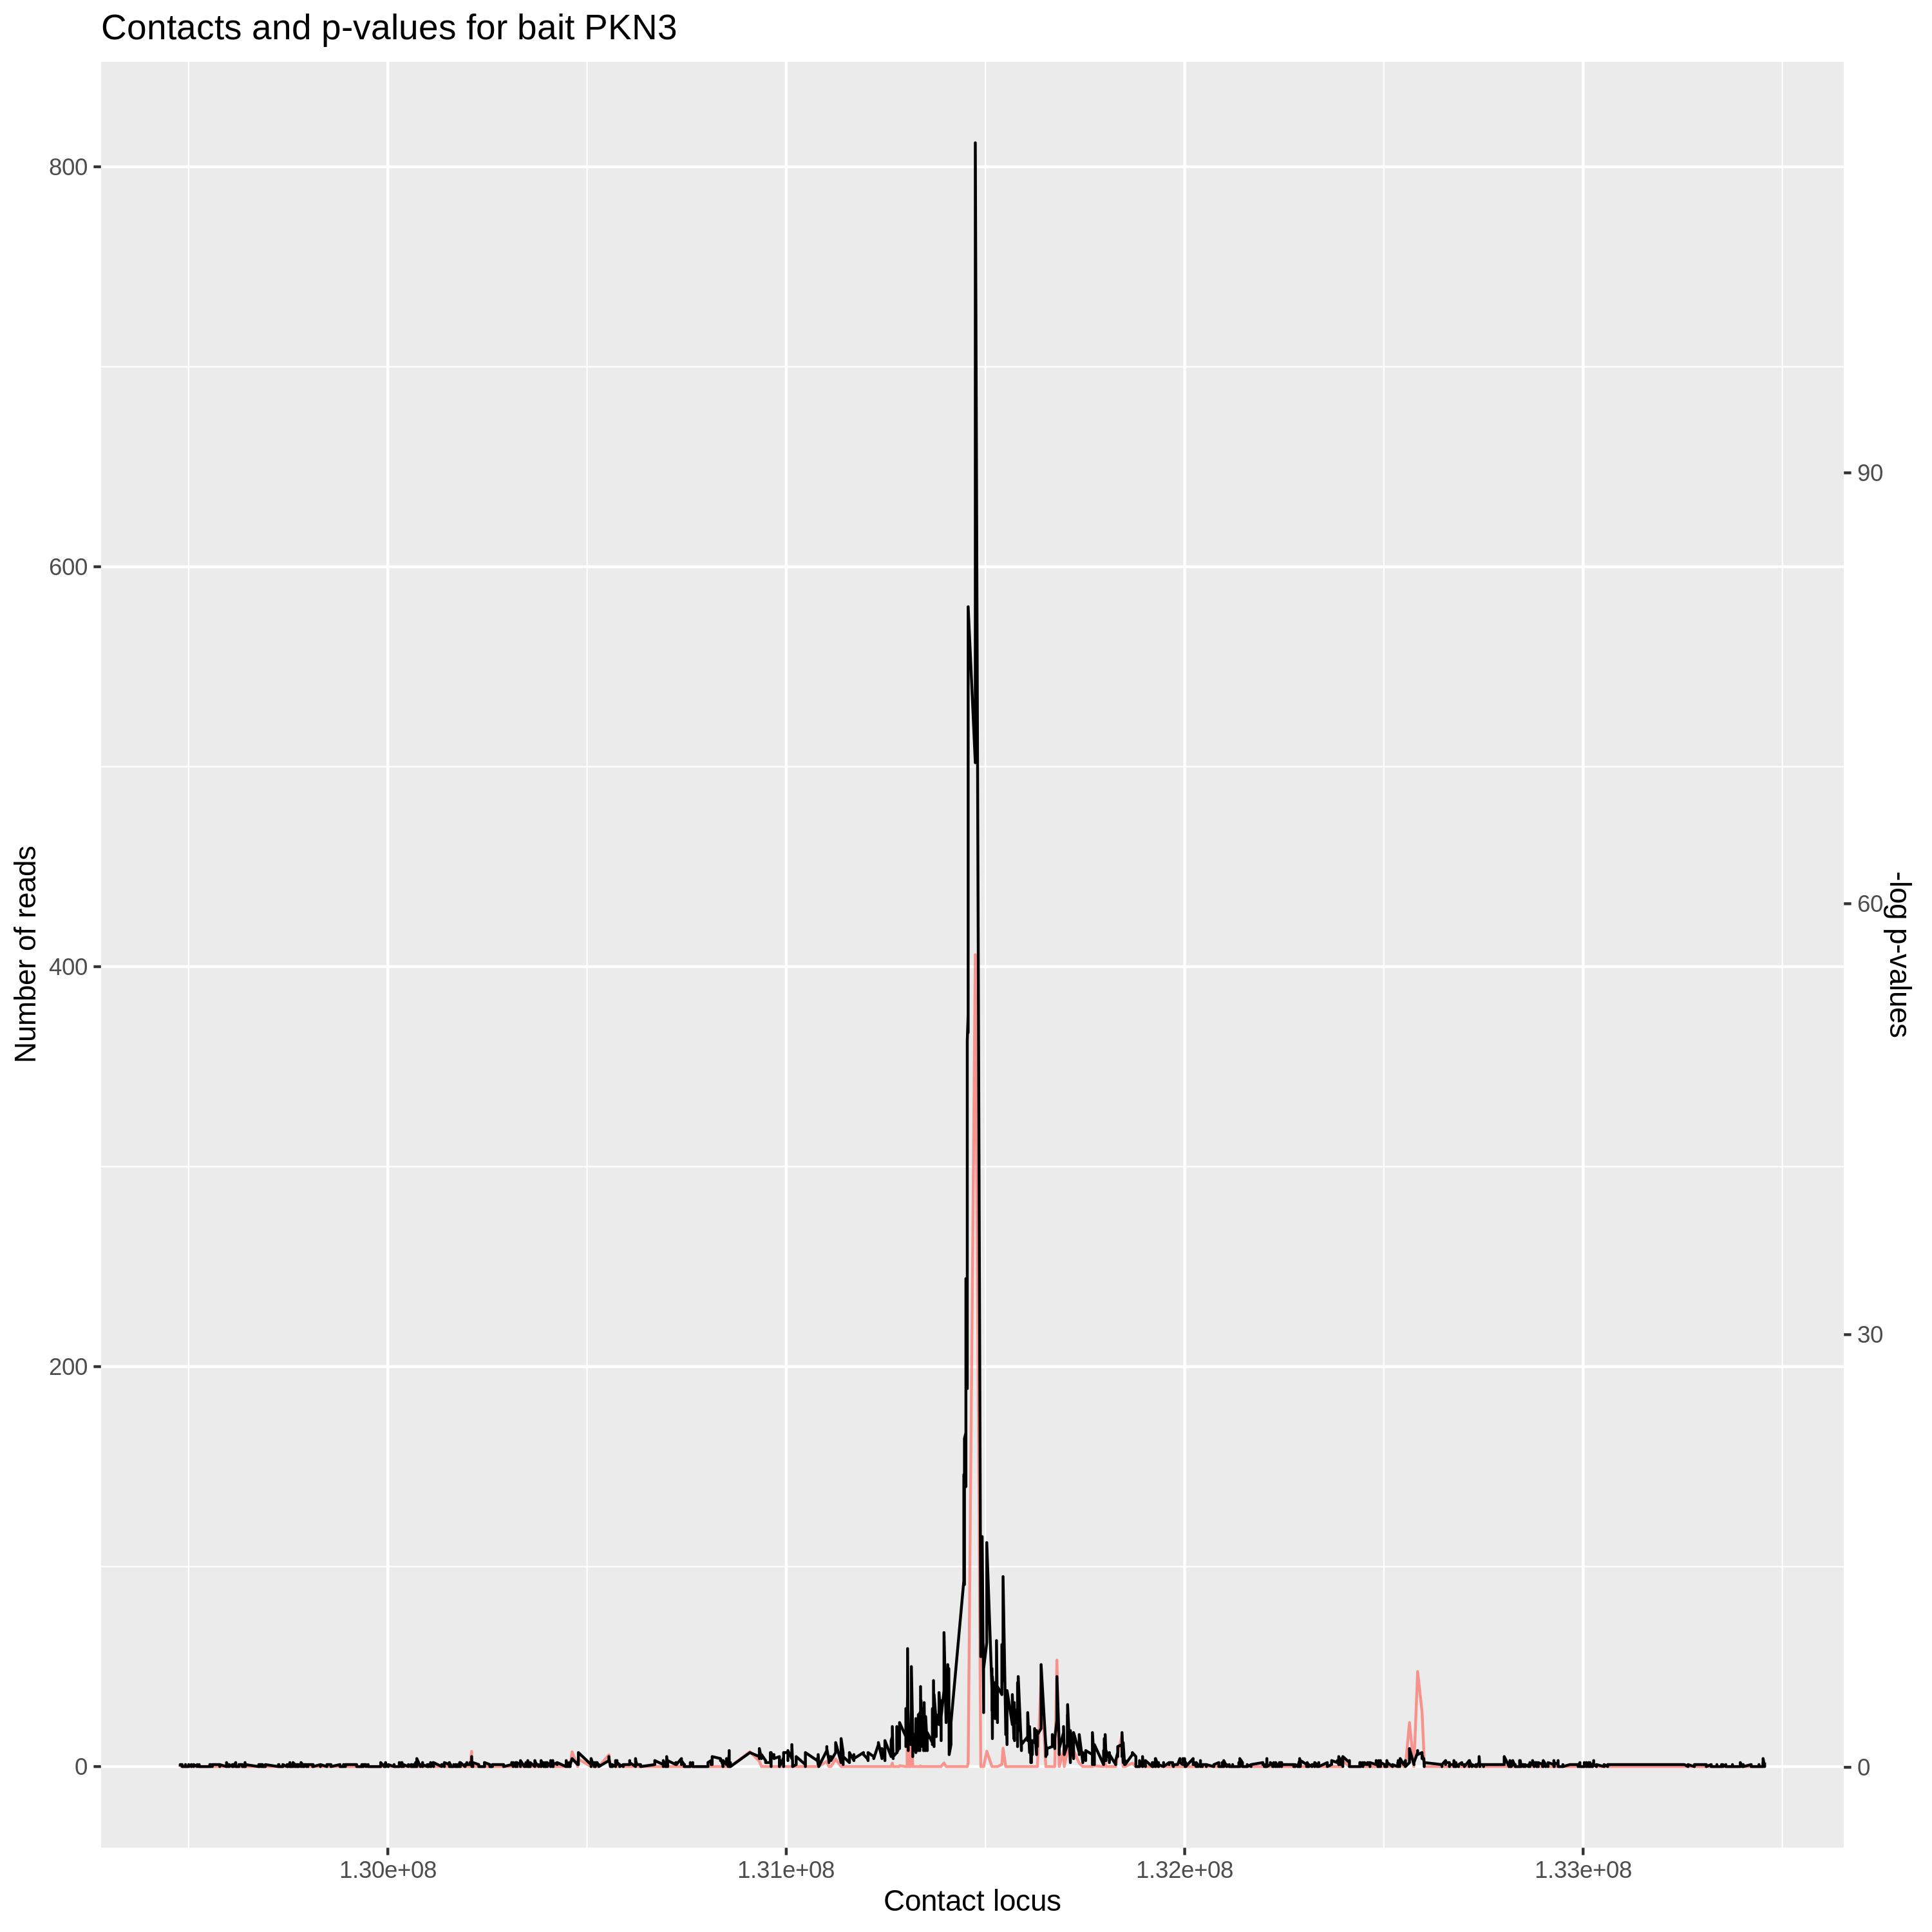 Contacts and p-values for bait PKN3
800
600
400
200
0
Number of reads
90
60
30
0
-log p-values
1.30e+08
1.31e+08
1.32e+08
1.33e+08
Contact locus